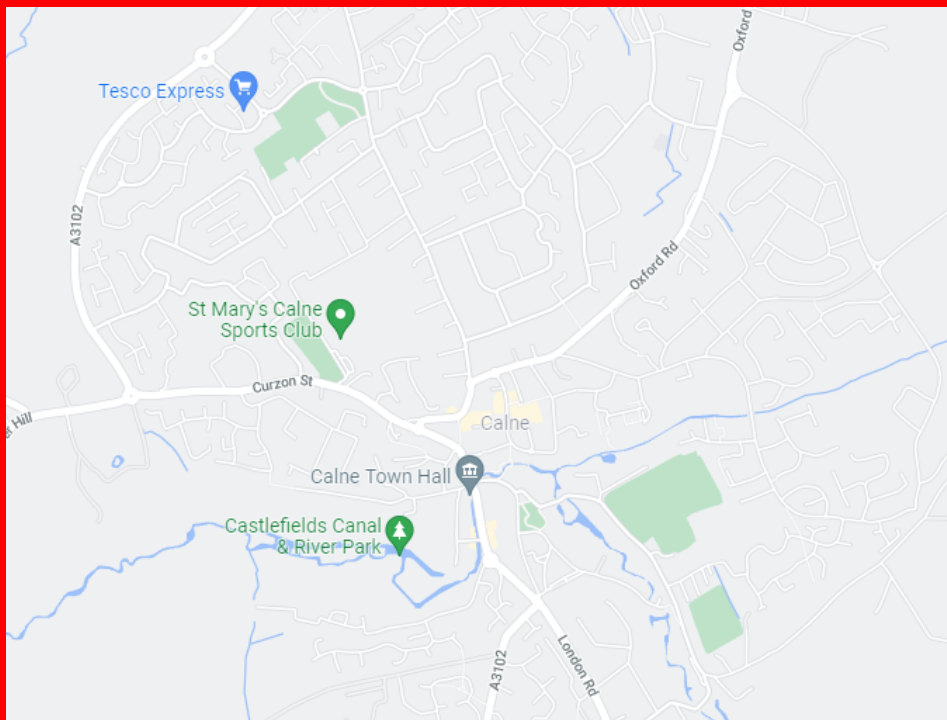 Oxford
Tesco Express
A3102
Oxford Rd
St Mary's Calne
Sports Club
Curzon St
Hill
Calne
Calne Town Hall
Castlefields Canal
& River Park
A3102
London Rd